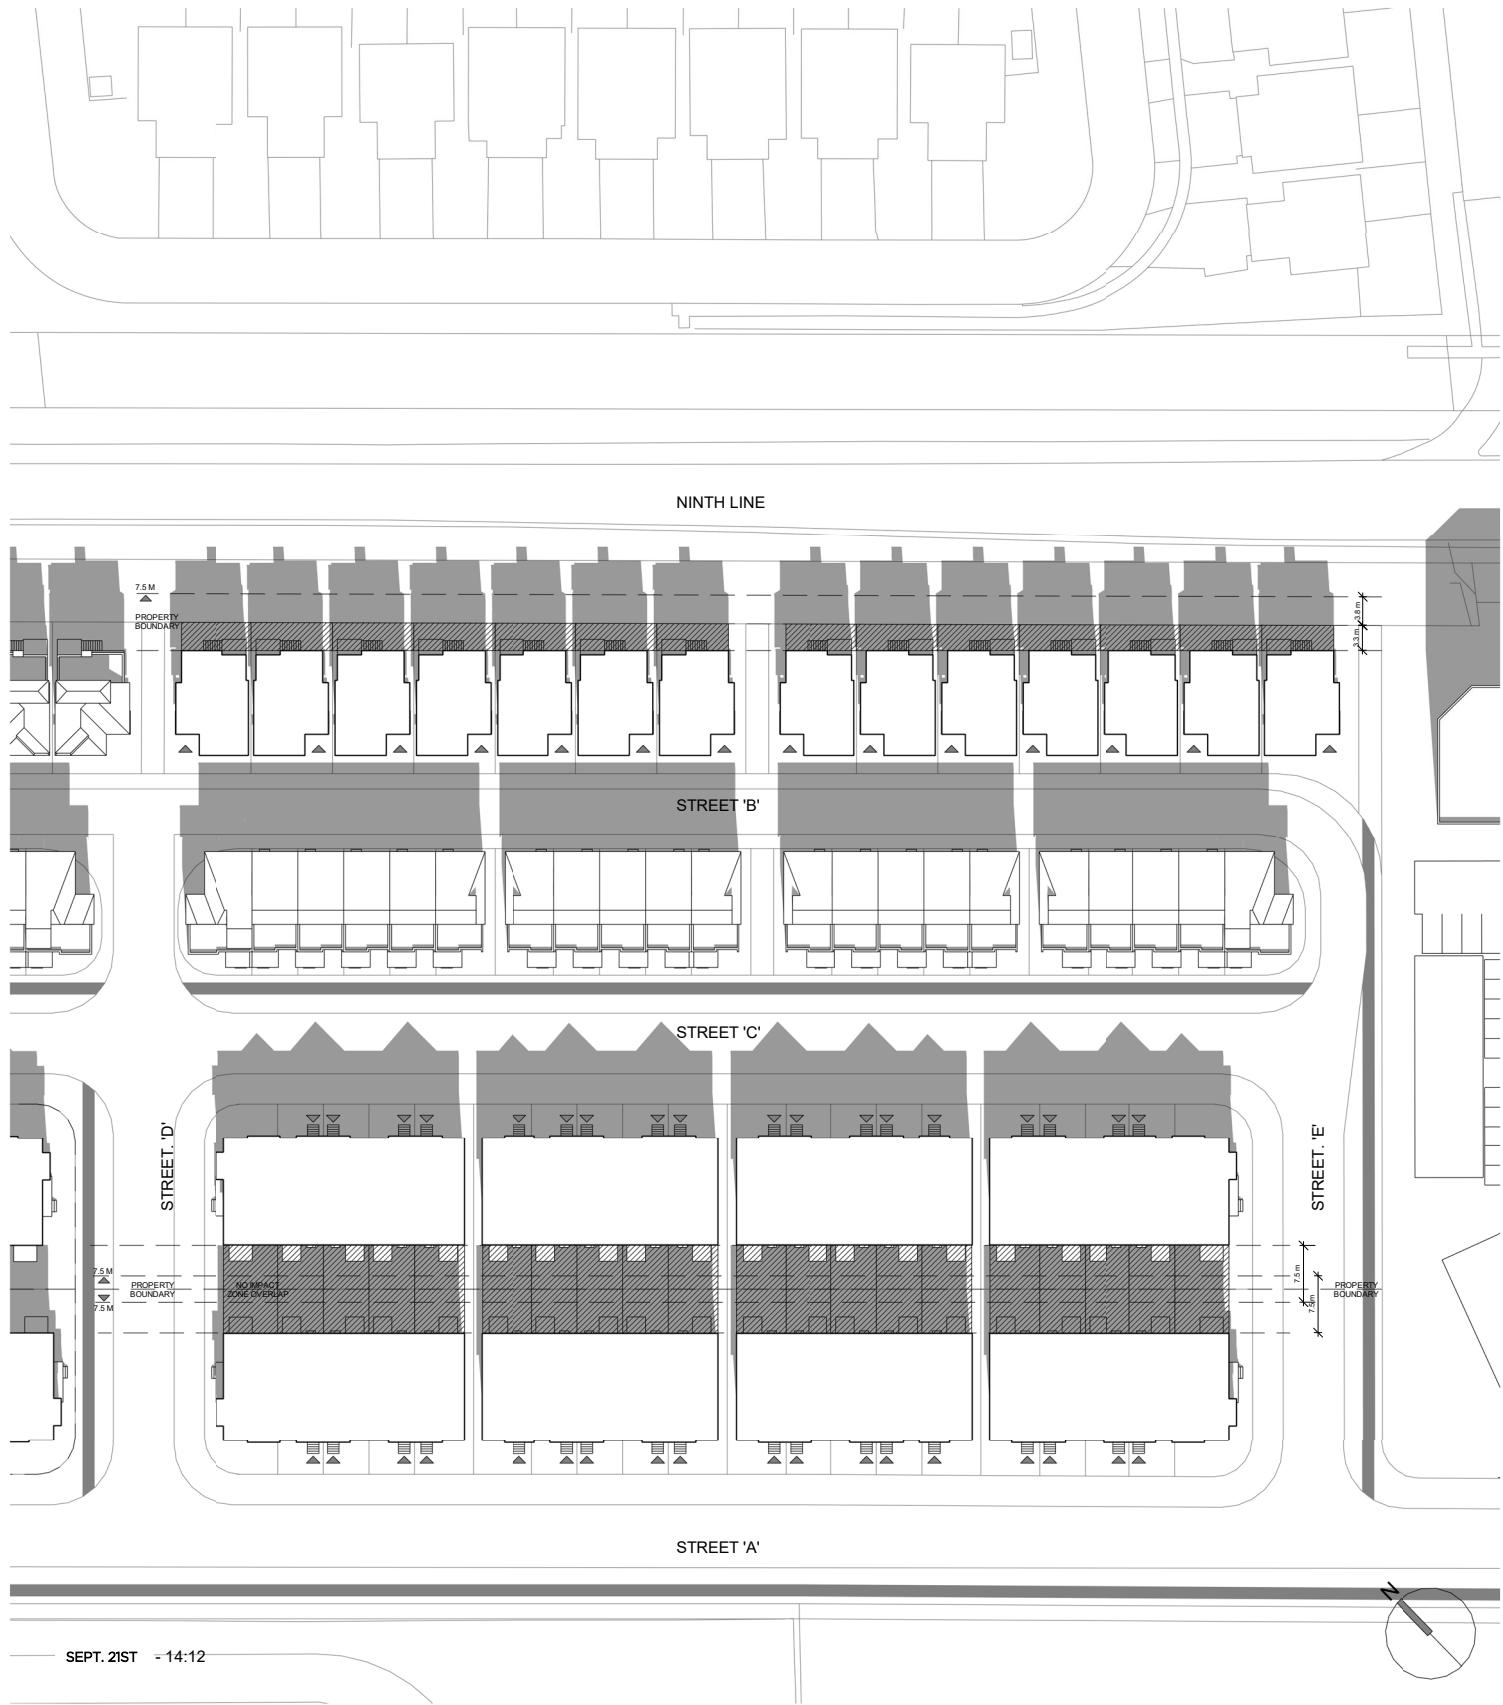 NINTH LINE
7.5 M
PROPERTY
BOUNDARY
3.8 m
3.3 m
STREET 'B'
STREET 'C'
STREET. 'D'
STREET. 'E'
7.5 M
7.5 M
PROPERTY
BOUNDARY
NO IMPACT
ZONE OVERLAP
7.5 m
7.5 m
PROPERTY
BOUNDARY
STREET 'A'
N
SEPT. 21ST - 14:12